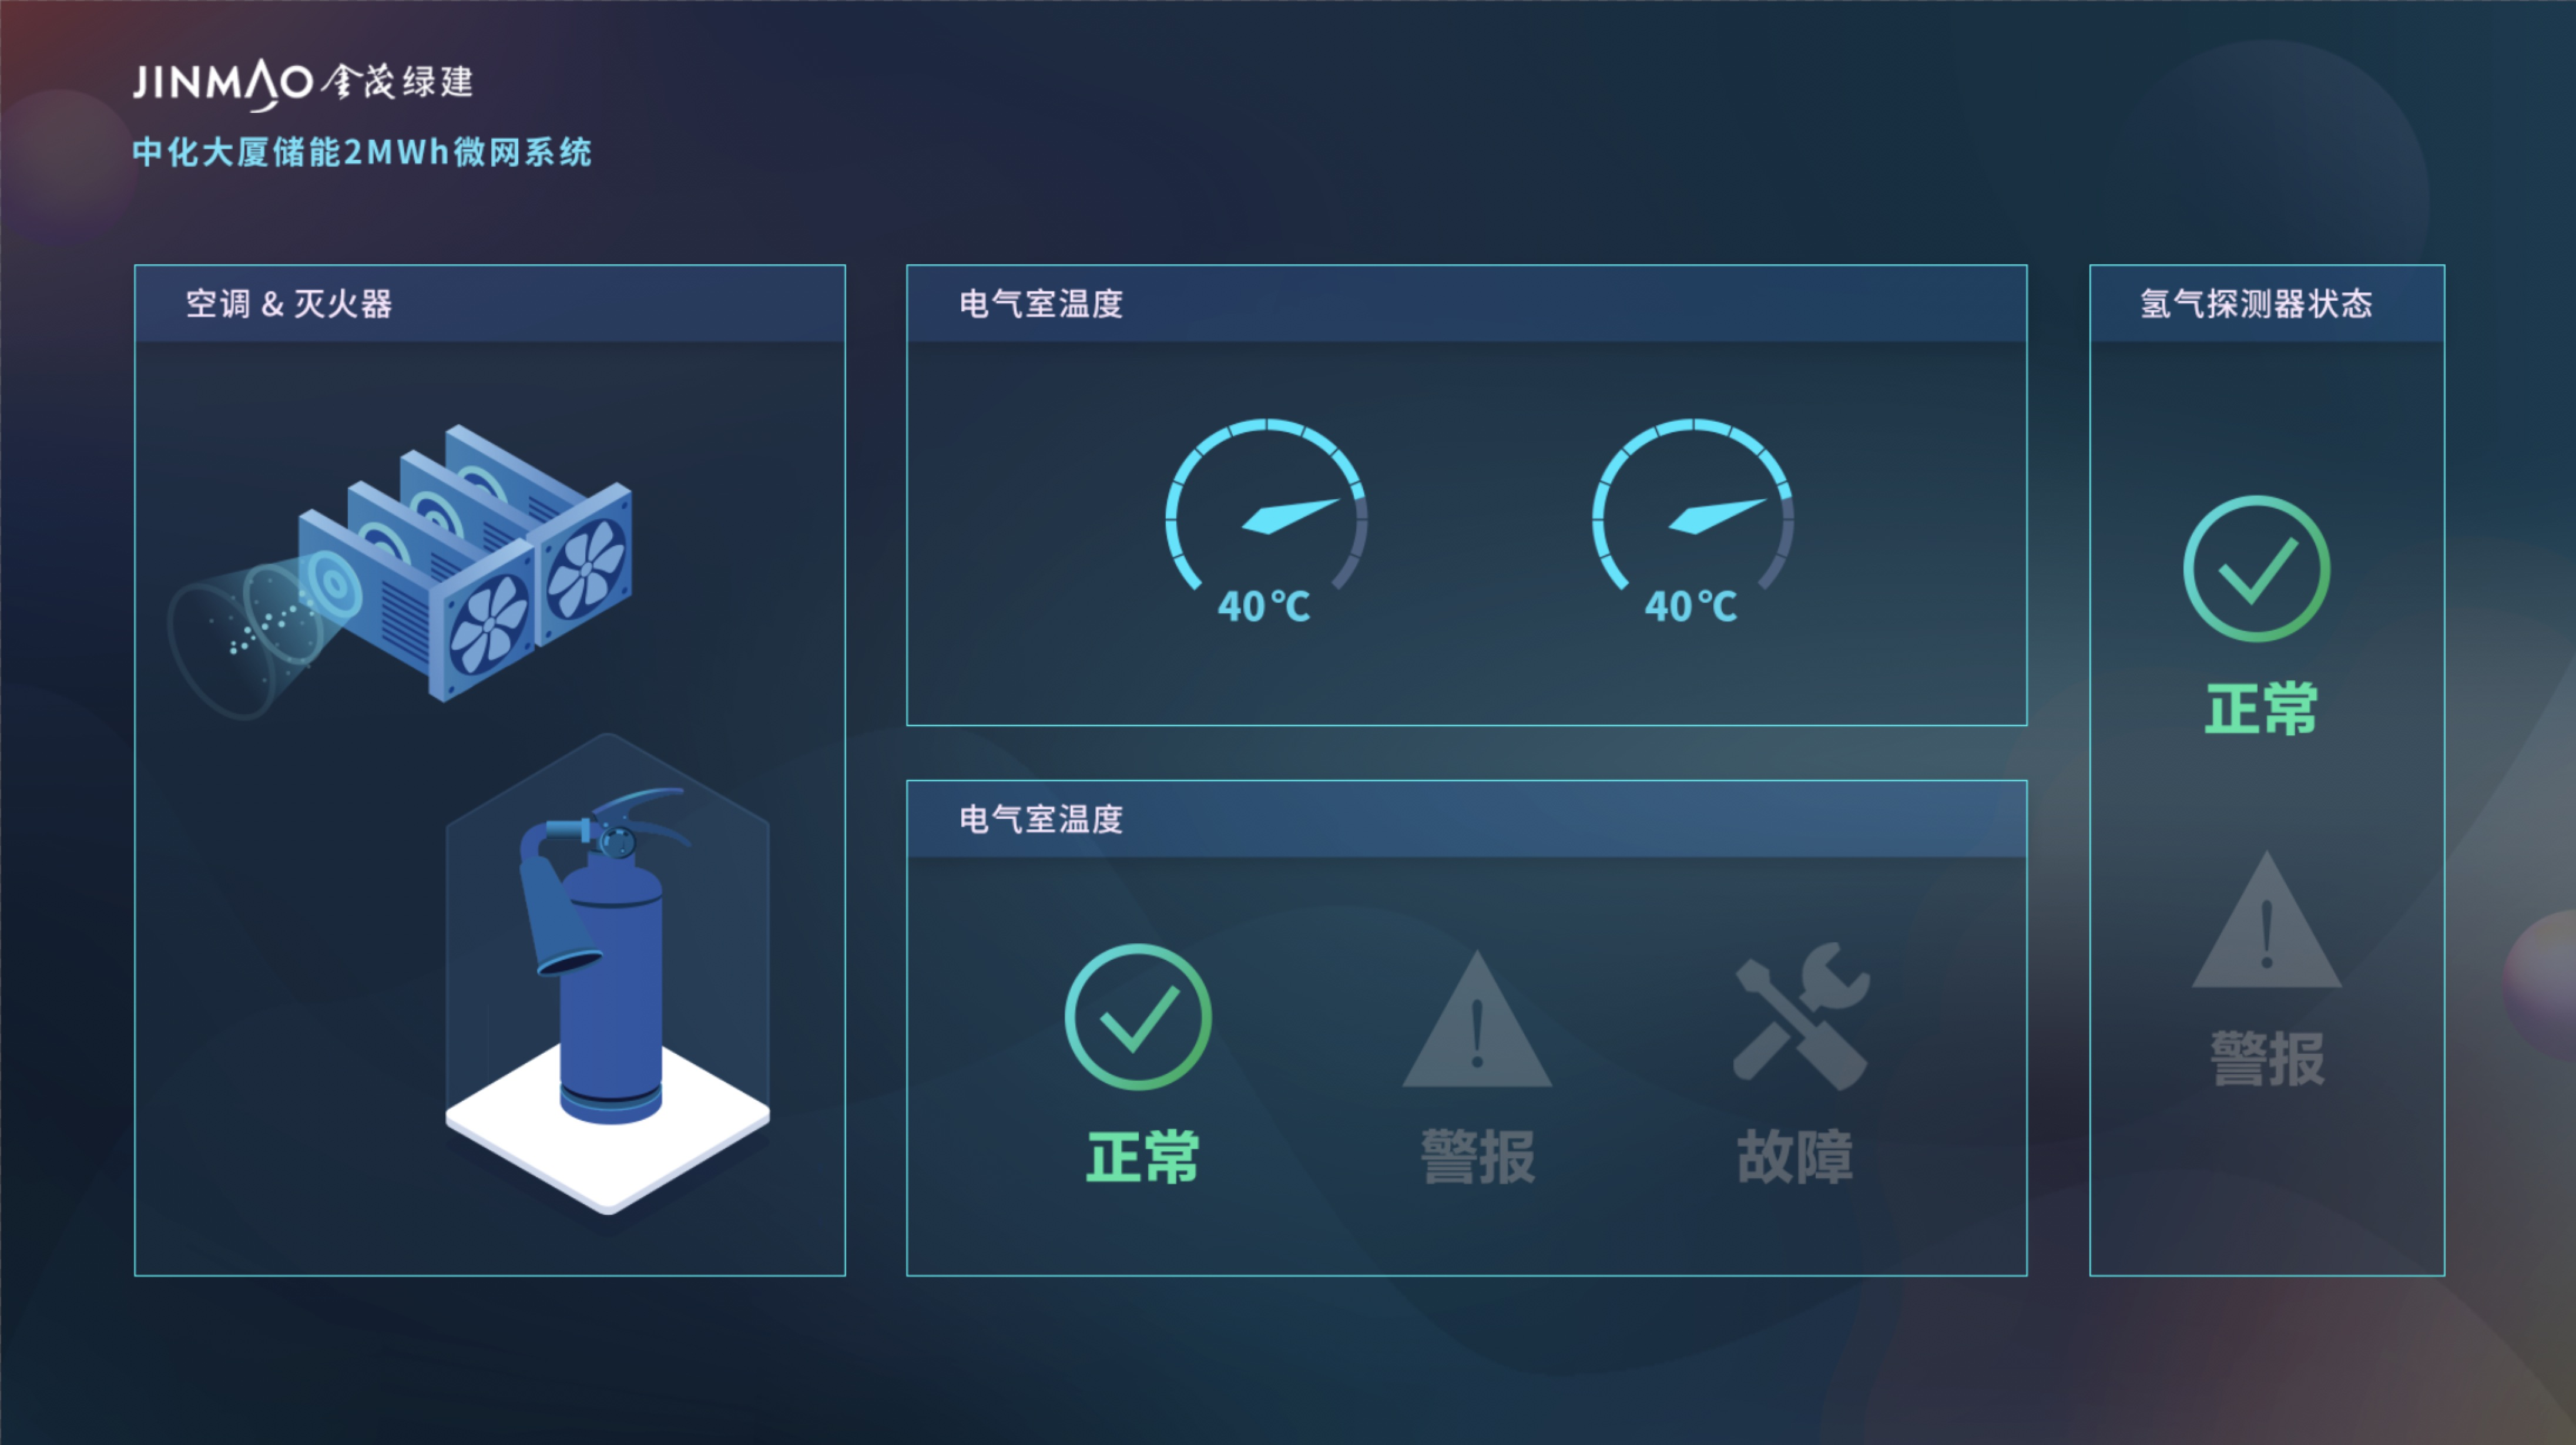 JINMAO 金茂绿建
中化大厦储能2MWh微网系统
空调 & 灭火器
电气室温度
40℃
40℃
电气室温度
正常
警报
故障
氢气探测器状态
正常
警报